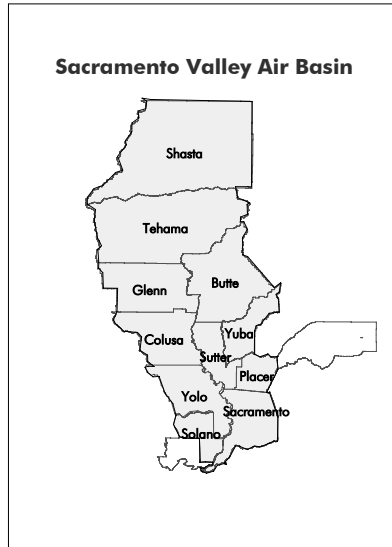 Sacramento Valley Air Basin
Shasta
Tehama
Butte
Glenn
Yuba
Colusa
Sutter
Placer
Yolo
Sacramento
Solano